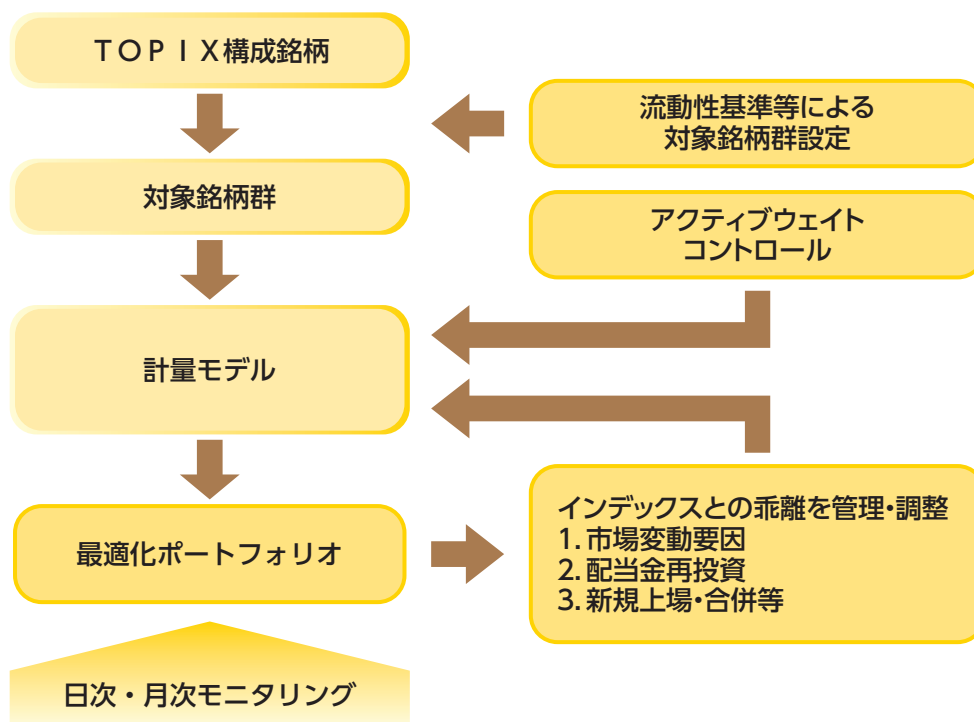 TOPIX構成銘柄
流動性基準等による
対象銘柄群設定
対象銘柄群
アクティブウェイト
コントロール
計量モデル
最適化ポートフォリオ
インデックスとの乖離を管理・調整
1. 市場変動要因
2. 配当金再投資
3. 新規上場・合併等
日次・月次モニタリング